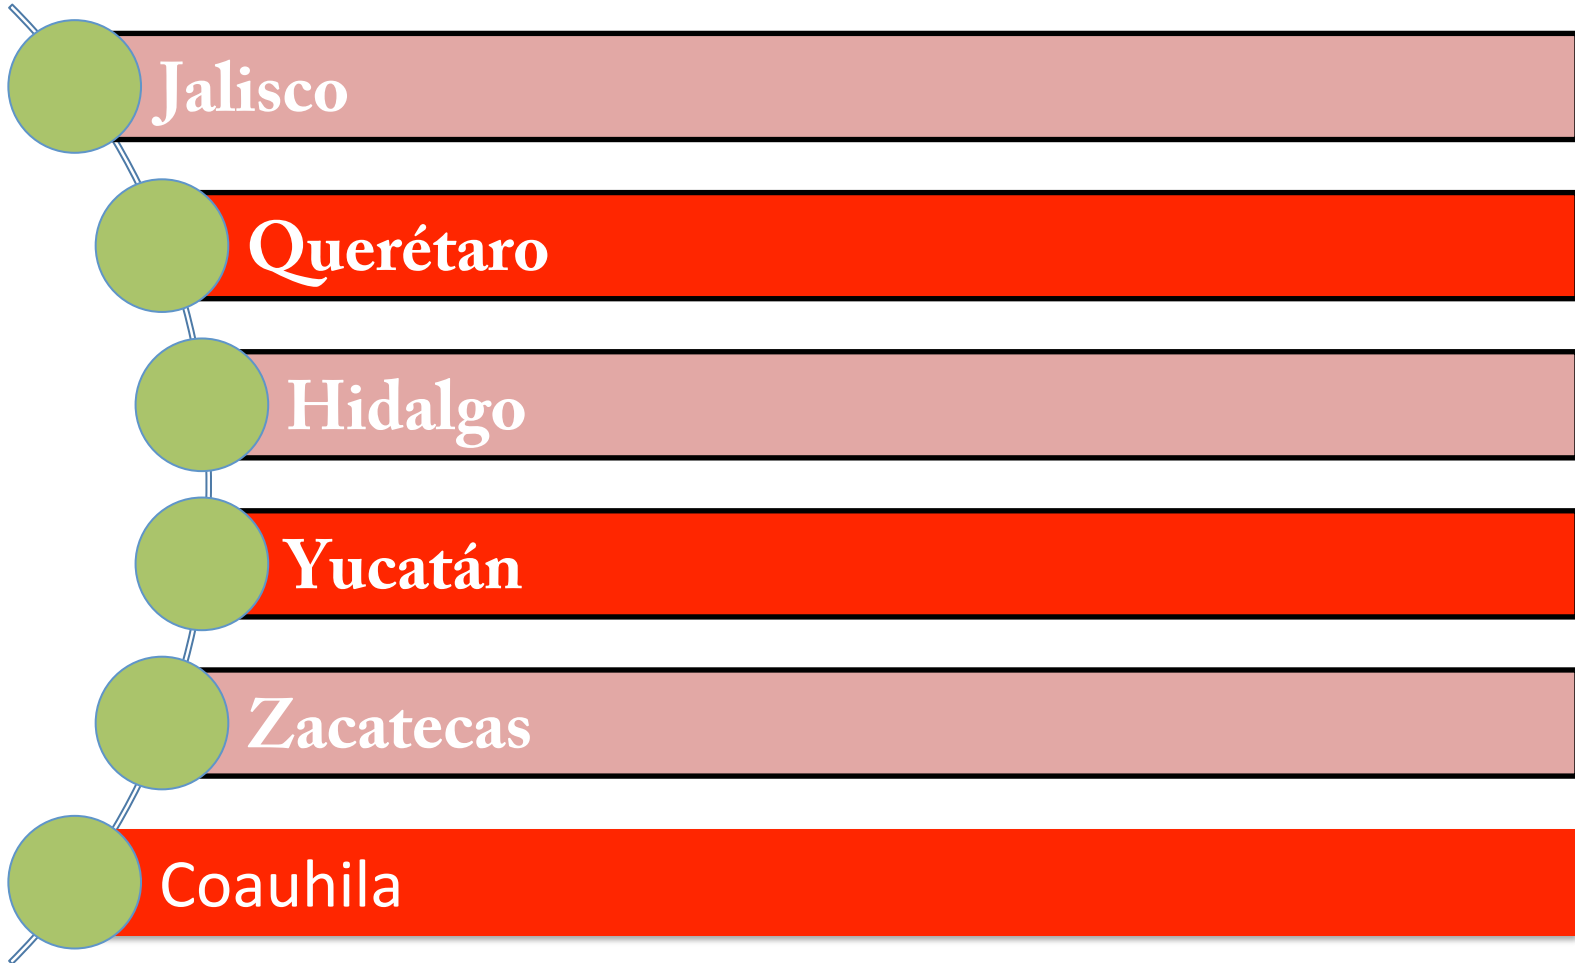 Jalisco
Querétaro
Hidalgo
Yucatán
Zacatecas
Coauhila